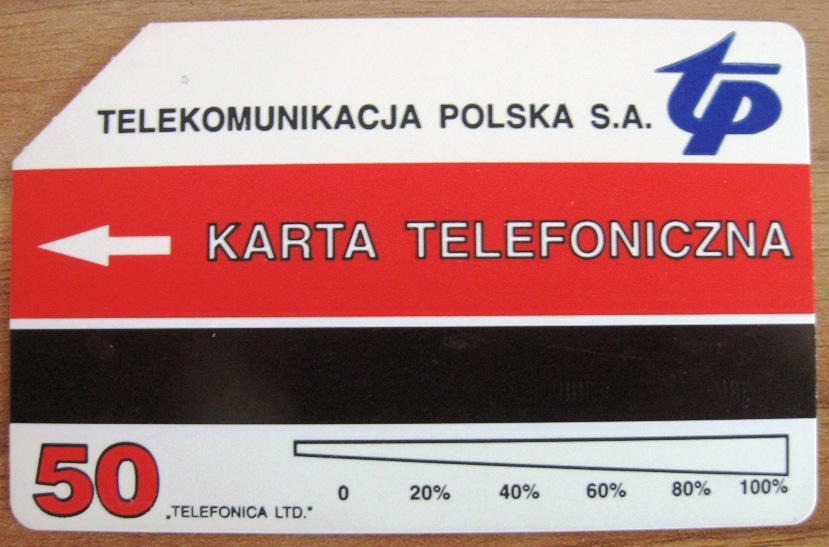 TELEKOMUNIKACJA POLSKA S.A.
tp
KARTA TELEFONICZNA
50
„TELEFONICA LTD."
0 20% 40% 60% 80% 100%